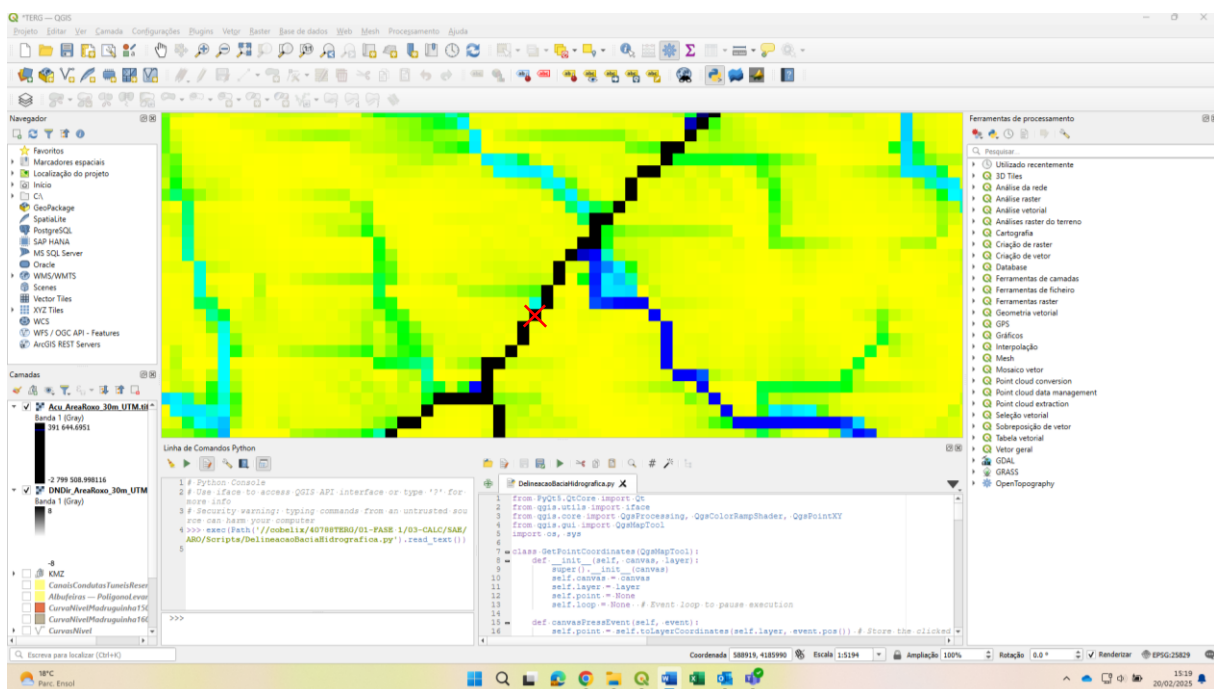 *TERG — QGIS
Projeto Editar Ver Camada Configurações Plugins Vetor Raster Base de dados Web Mesh Processamento Ajuda
Navegador
Favoritos
Marcadores espaciais
Localização do projeto
Início
C:\
GeoPackage
SpatiaLite
PostgreSQL
SAP HANA
MS SQL Server
Oracle
WMS/WMTS
Scenes
Vector Tiles
XYZ Tiles
WCS
WFS / OGC API - Features
ArcGIS REST Servers
Camadas
Acu_AreaRoxo_30m_UTM.tif
Banda 1 (Gray)
391 644.6951
-2 799 508.998116
DNDir_AreaRoxo_30m_UTM
Banda 1 (Gray)
8
-8
KMZ
CanaisCondutasTuneisReser
Albufeiras — PoligonoLevar
CurvaNivelMadruguinha15(
CurvaNivelMadruguinha16(
CurvasNivel
Escreva para localizar (Ctrl+K)
Linha de Comandos Python
1 # Python Console
2 # Use iface to access QGIS API interface or type '?' for
more info
3 # Security warning: typing commands from an untrusted sou
rce can harm your computer
4 >>> exec(Path('//oobelix/40788TERG/01-FASE 1/03-CALC/SAE/
ARO/Scripts/DelineacaoBaciaHidrografica.py').read_text())
5
>>>
DelineacaoBaciaHidrografica.py
1 from PyQt5.QtCore import Qt
2 from qgis.utils import iface
3 from qgis.core import QgsProcessing, QgsColorRampShader, QgsPointXY
4 from qgis.gui import QgsMapTool
5 import os, sys
6
7 class GetPointCoordinates(QgsMapTool):
8 def __init__(self, canvas, layer):
9 super().__init__(canvas)
10 self.canvas = canvas
11 self.layer = layer
12 self.point = None
13 self.loop = None # Event loop to pause execution
14
15 def canvasPressEvent(self, event):
16 self.point = self.toLayerCoordinates(self.layer, event.pos()) # Store the clicked
Ferramentas de processamento
Pesquisar...
Utilizado recentemente
3D Tiles
Análise da rede
Análise raster
Análise vetorial
Análises raster do terreno
Cartografia
Criação de raster
Criação de vetor
Database
Ferramentas de camadas
Ferramentas de ficheiro
Ferramentas raster
Geometria vetorial
GPS
Gráficos
Interpolação
Mesh
Mosaico vetor
Point cloud conversion
Point cloud data management
Point cloud extraction
Seleção vetorial
Sobreposição de vetor
Tabela vetorial
Vetor geral
GDAL
GRASS
OpenTopography
Coordenada 588919, 4185990 Escala 1:5194 Ampliação 100% Rotação 0.0 ° Renderizar EPSG:25829
18°C
Parc. Ensol
15:19
20/02/2025